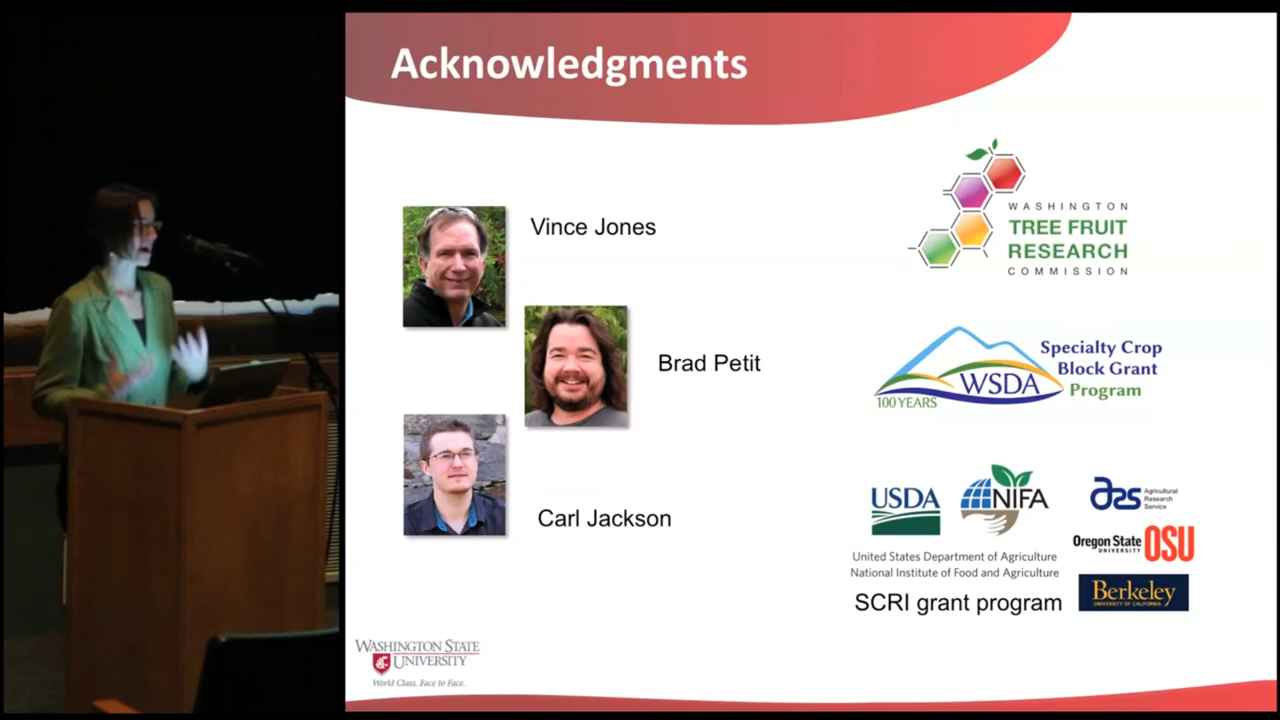 Acknowledgments
Vince Jones
Brad Petit
Carl Jackson
WASHINGTON
TREE FRUIT
RESEARCH
COMMISSION
Specialty Crop
Block Grant
Program
WSDA
100 YEARS
USDA
NIFA
United States Department of Agriculture
National Institute of Food and Agriculture
SCRI grant program
ars
Agricultural
Research
Service
Oregon State
UNIVERSITY
OSU
Berkeley
UNIVERSITY OF CALIFORNIA
WASHINGTON STATE
UNIVERSITY
World Class. Face to Face.